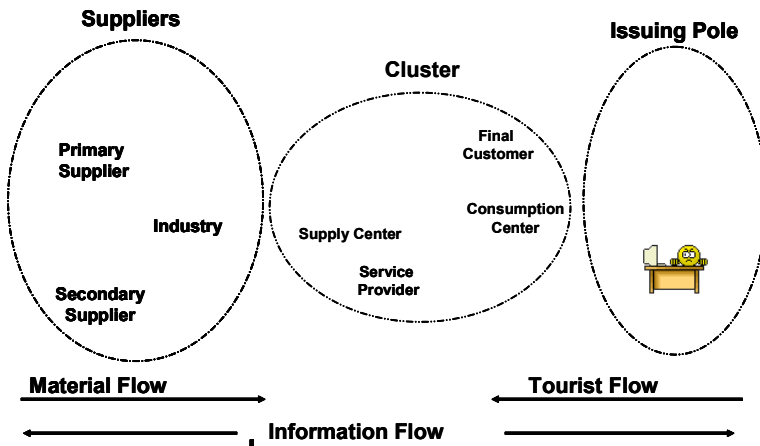 Suppliers
Issuing Pole
Cluster
Final
Customer
Primary
Supplier
Consumption
Center
Industry
Supply Center
Service
Provider
Secondary
Supplier
Material Flow
Tourist Flow
Information Flow